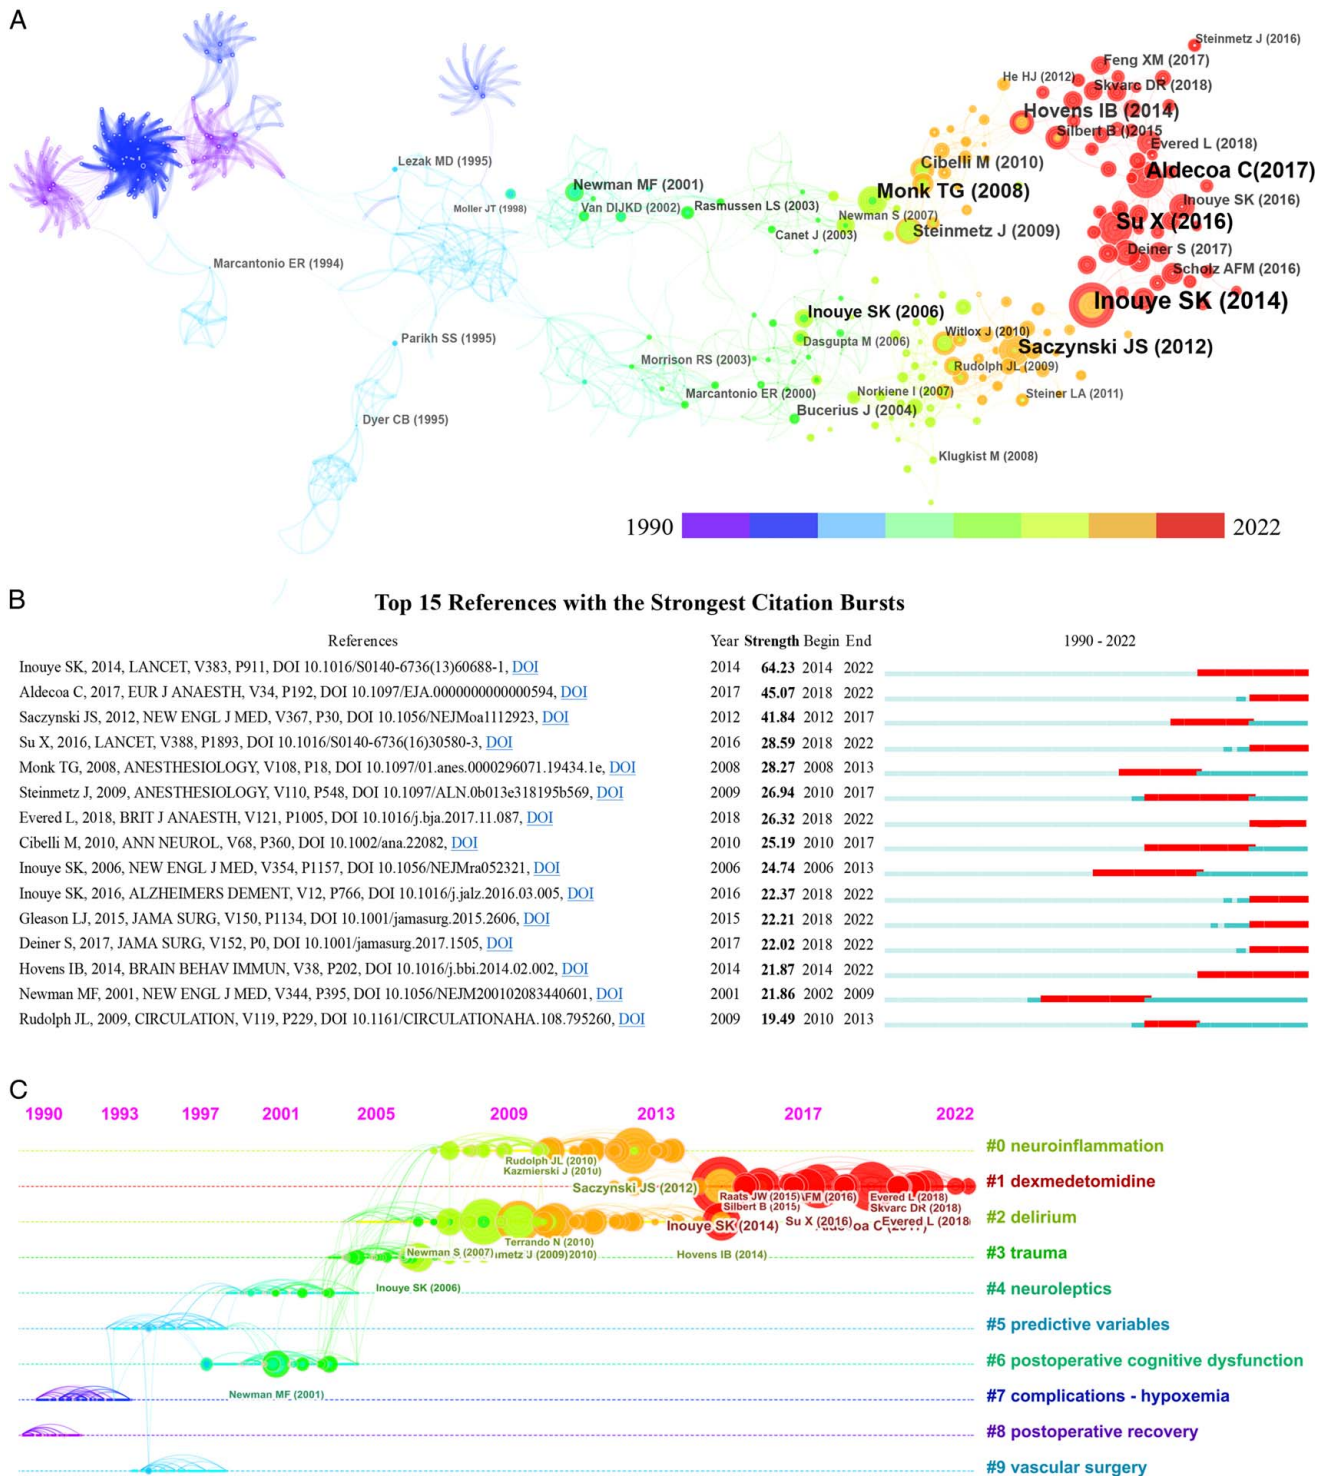 A
Steinmetz J (2016)
Feng XM (2017)
He HJ (2012)
Skvarc DR (2018)
Hovens IB (2014)
Silbert B ()2015
Evered L (2018)
Lezak MD (1995)
Cibelli M (2010)
Aldecoa C(2017)
Newman MF (2001)
Monk TG (2008)
Inouye SK (2016)
Moller JT (1998)
Van DIJKD (2002)
Rasmussen LS (2003)
Newman S (2007)
Su X (2016)
Canet J (2003)
Steinmetz J (2009)
Deiner S (2017)
Marcantonio ER (1994)
Scholz AFM (2016)
Inouye SK (2014)
Inouye SK (2006)
Parikh SS (1995)
Dasgupta M (2006)
Witlox J (2010)
Saczynski JS (2012)
Morrison RS (2003)
Rudolph JL (2009)
Marcantonio ER (2000)
Norkiene I (2007)
Steiner LA (2011)
Dyer CB (1995)
Bucerius J (2004)
Klugkist M (2008)
1990 2022
B
Top 15 References with the Strongest Citation Bursts
References Year Strength Begin End 1990 - 2022
Inouye SK, 2014, LANCET, V383, P911, DOI 10.1016/S0140-6736(13)60688-1, DOI 2014 64.23 2014 2022
Aldecoa C, 2017, EUR J ANAESTH, V34, P192, DOI 10.1097/EJA.0000000000000594, DOI 2017 45.07 2018 2022
Saczynski JS, 2012, NEW ENGL J MED, V367, P30, DOI 10.1056/NEJMoa1112923, DOI 2012 41.84 2012 2017
Su X, 2016, LANCET, V388, P1893, DOI 10.1016/S0140-6736(16)30580-3, DOI 2016 28.59 2018 2022
Monk TG, 2008, ANESTHESIOLOGY, V108, P18, DOI 10.1097/01.anes.0000296071.19434.1e, DOI 2008 28.27 2008 2013
Steinmetz J, 2009, ANESTHESIOLOGY, V110, P548, DOI 10.1097/ALN.0b013e318195b569, DOI 2009 26.94 2010 2017
Evered L, 2018, BRIT J ANAESTH, V121, P1005, DOI 10.1016/j.bja.2017.11.087, DOI 2018 26.32 2018 2022
Cibelli M, 2010, ANN NEUROL, V68, P360, DOI 10.1002/ana.22082, DOI 2010 25.19 2010 2017
Inouye SK, 2006, NEW ENGL J MED, V354, P1157, DOI 10.1056/NEJMra052321, DOI 2006 24.74 2006 2013
Inouye SK, 2016, ALZHEIMERS DEMENT, V12, P766, DOI 10.1016/j.jalz.2016.03.005, DOI 2016 22.37 2018 2022
Gleason LJ, 2015, JAMA SURG, V150, P1134, DOI 10.1001/jamasurg.2015.2606, DOI 2015 22.21 2018 2022
Deiner S, 2017, JAMA SURG, V152, P0, DOI 10.1001/jamasurg.2017.1505, DOI 2017 22.02 2018 2022
Hovens IB, 2014, BRAIN BEHAV IMMUN, V38, P202, DOI 10.1016/j.bbi.2014.02.002, DOI 2014 21.87 2014 2022
Newman MF, 2001, NEW ENGL J MED, V344, P395, DOI 10.1056/NEJM200102083440601, DOI 2001 21.86 2002 2009
Rudolph JL, 2009, CIRCULATION, V119, P229, DOI 10.1161/CIRCULATIONAHA.108.795260, DOI 2009 19.49 2010 2013
C
1990 1993 1997 2001 2005 2009 2013 2017 2022
#0 neuroinflammation
Rudolph JL (2010)
Kazmierski J (2010)
#1 dexmedetomidine
Saczynski JS (2012)
Raats JW (2015) FM (2016) Evered L (2018)
Silbert B (2015) Skvarc DR (2018)
#2 delirium
Inouye SK (2014) Su X (2016) Evered L (2018)
Terrando N (2010)
Newman S (2007) metz J (2009) 2010)
Hovens IB (2014)
#3 trauma
Inouye SK (2006)
#4 neuroleptics
#5 predictive variables
#6 postoperative cognitive dysfunction
Newman MF (2001)
#7 complications - hypoxemia
#8 postoperative recovery
#9 vascular surgery